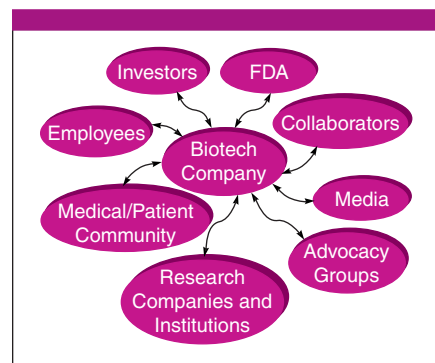 Investors
FDA
Employees
Collaborators
Biotech
Company
Medical/Patient
Community
Media
Advocacy
Groups
Research
Companies and
Institutions